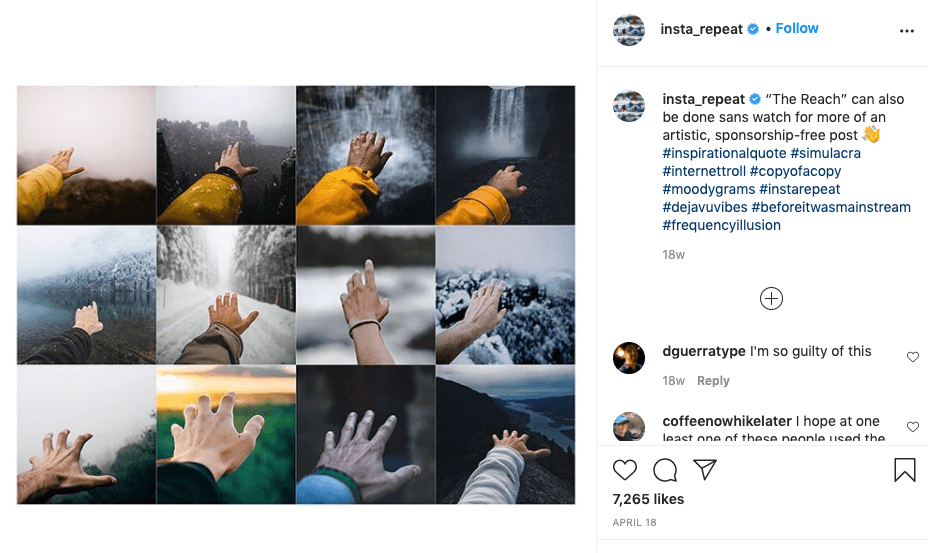 insta_repeat • Follow
insta_repeat “The Reach” can also
be done sans watch for more of an
artistic, sponsorship-free post 👋
#inspirationalquote #simulacra
#internettroll #copyofacopy
#moodygrams #instarepeat
#dejavuvibes #beforeitwasmainstream
#frequencyillusion
18w
dguerratype I'm so guilty of this
18w Reply
coffeenowhikelater I hope at one
least one of these people used the
7,265 likes
APRIL 18